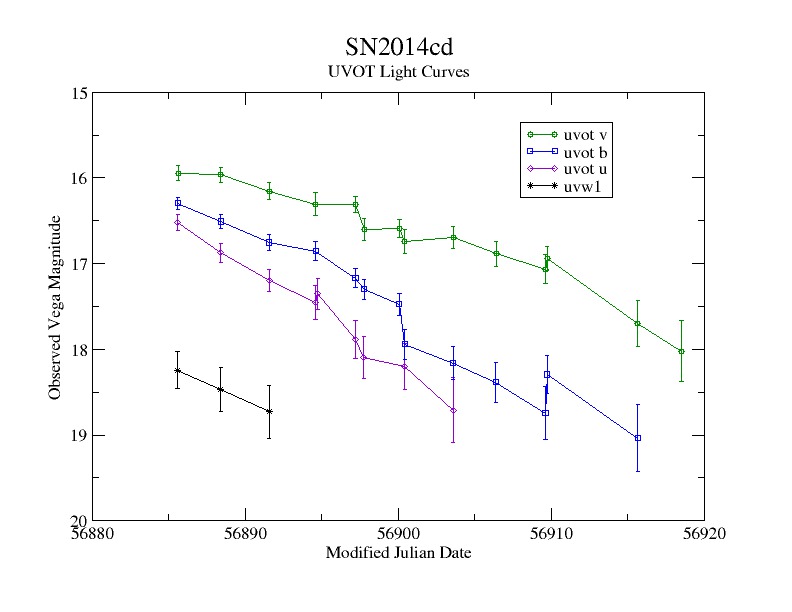 SN2014cd
UVOT Light Curves
15
16
17
18
19
20
Observed Vega Magnitude
uvot v
uvot b
uvot u
uvw1
56880
56890
56900
56910
56920
Modified Julian Date